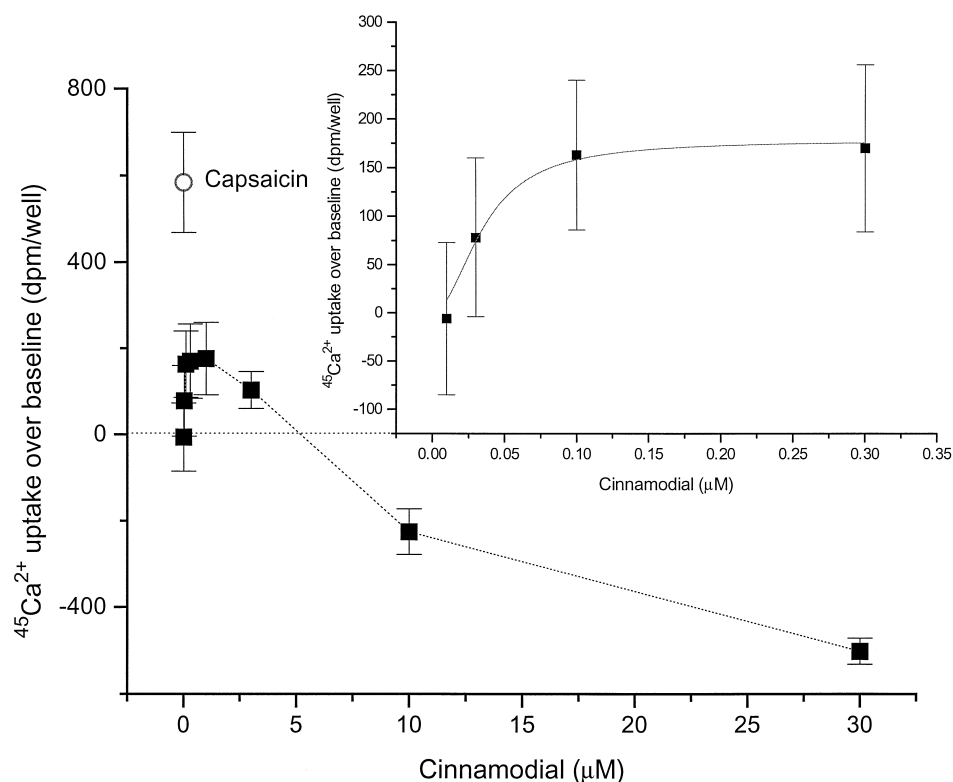 300
250
200
150
100
50
0
-50
-100
⁴⁵Ca²⁺ uptake over baseline (dpm/well)
0.00 0.05 0.10 0.15 0.20 0.25 0.30 0.35
Cinnamodial (μM)
800
400
0
-400
⁴⁵Ca²⁺ uptake over baseline (dpm/well)
Capsaicin
0 5 10 15 20 25 30
Cinnamodial (μM)